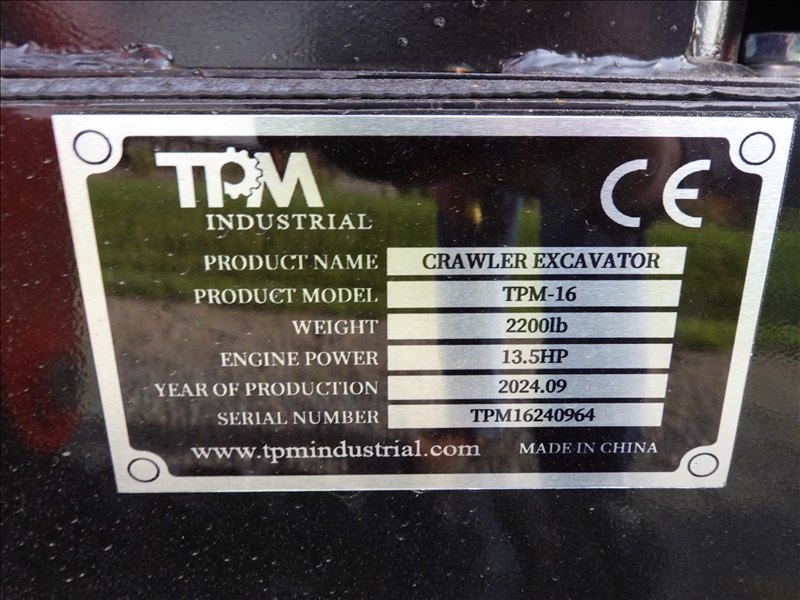 TPM
INDUSTRIAL
CE
PRODUCT NAME CRAWLER EXCAVATOR
PRODUCT MODEL TPM-16
WEIGHT 2200lb
ENGINE POWER 13.5HP
YEAR OF PRODUCTION 2024.09
SERIAL NUMBER TPM16240964
www.tpmindustrial.com MADE IN CHINA